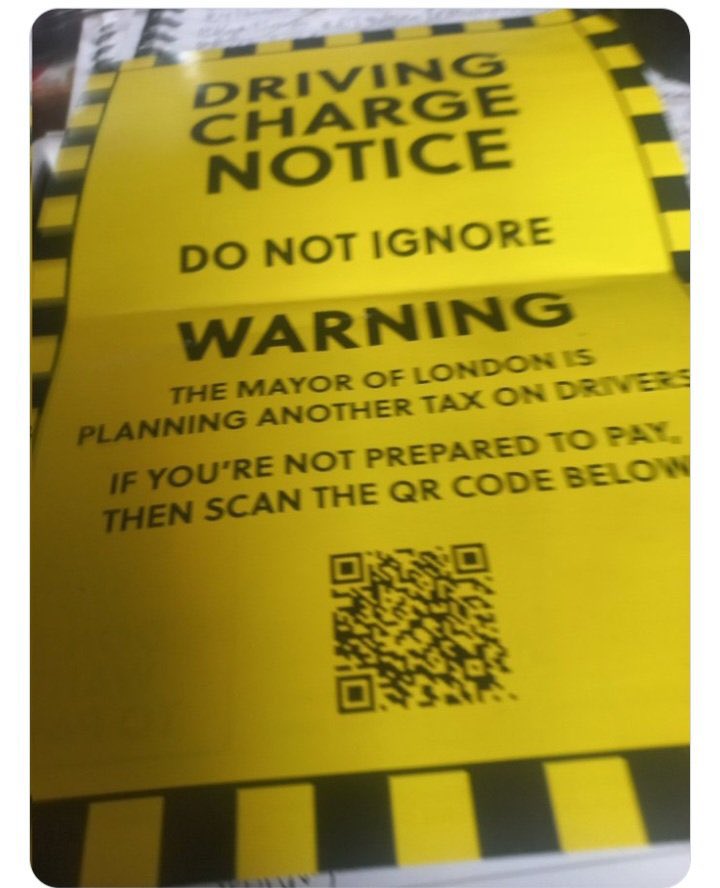 DRIVING
CHARGE
NOTICE
DO NOT IGNORE
WARNING
THE MAYOR OF LONDON IS
PLANNING ANOTHER TAX ON DRIVERS
IF YOU'RE NOT PREPARED TO PAY,
THEN SCAN THE QR CODE BELOW